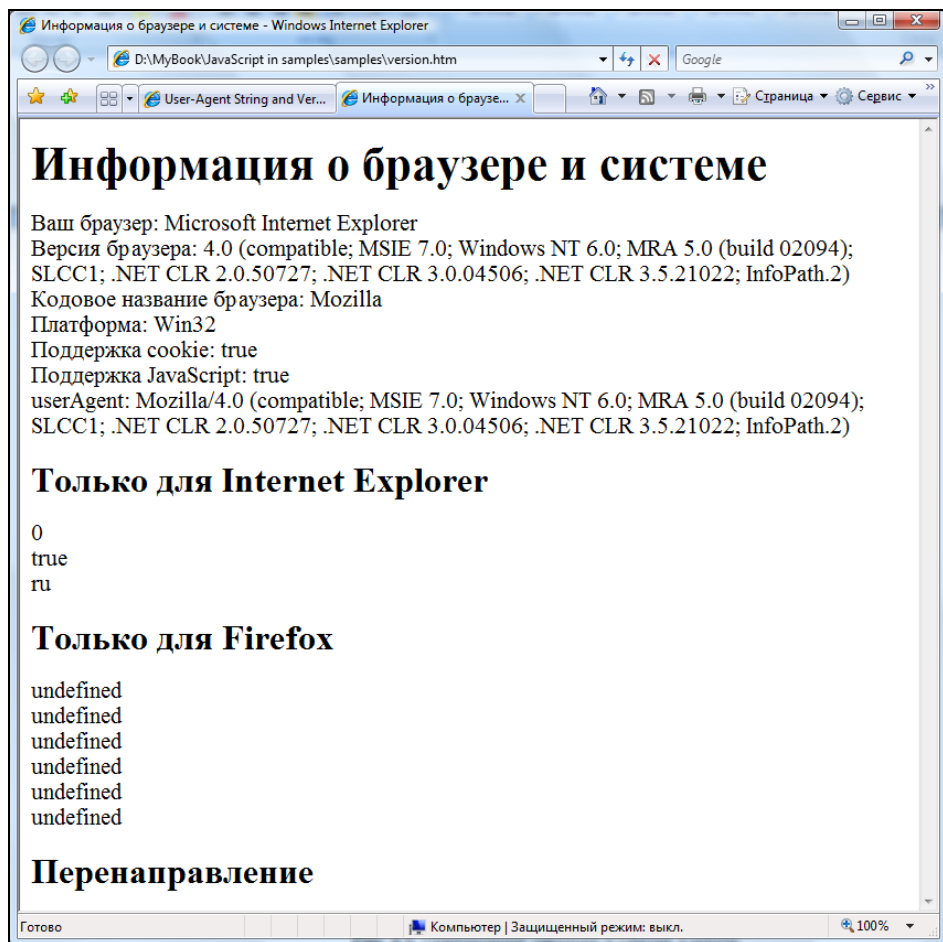 Информация о браузере и системе - Windows Internet Explorer
D:\MyBook\JavaScript in samples\samples\version.htm
Google
User-Agent String and Ver...
Информация о браузе...
Страница
Сервис
Информация о браузере и системе
Ваш браузер: Microsoft Internet Explorer
Версия браузера: 4.0 (compatible; MSIE 7.0; Windows NT 6.0; MRA 5.0 (build 02094);
SLCC1; .NET CLR 2.0.50727; .NET CLR 3.0.04506; .NET CLR 3.5.21022; InfoPath.2)
Кодовое название браузера: Mozilla
Платформа: Win32
Поддержка cookie: true
Поддержка JavaScript: true
userAgent: Mozilla/4.0 (compatible; MSIE 7.0; Windows NT 6.0; MRA 5.0 (build 02094);
SLCC1; .NET CLR 2.0.50727; .NET CLR 3.0.04506; .NET CLR 3.5.21022; InfoPath.2)
Только для Internet Explorer
0
true
ru
Только для Firefox
undefined
undefined
undefined
undefined
undefined
undefined
Перенаправление
Готово
Компьютер | Защищенный режим: выкл.
100%